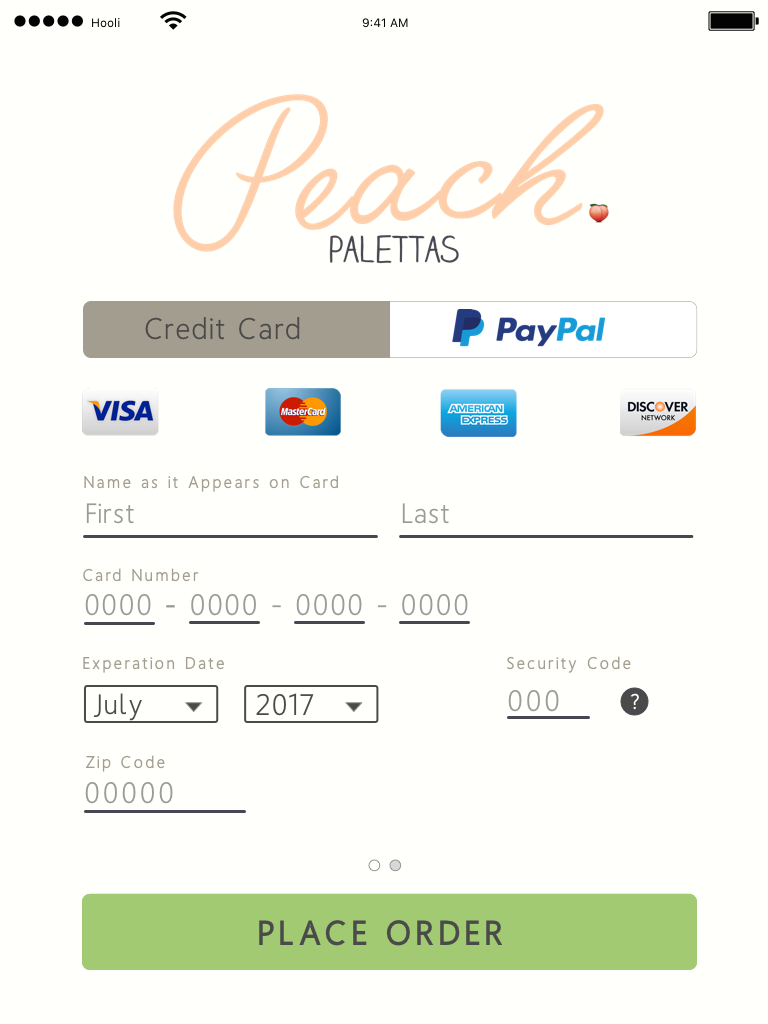 Hooli 9:41 AM
Peach
PALETTAS
Credit Card PayPal
VISA MasterCard AMERICAN EXPRESS DISCOVER NETWORK
Name as it Appears on Card
First Last
Card Number
0000 - 0000 - 0000 - 0000
Experation Date Security Code
July 2017 000 ?
Zip Code
00000
PLACE ORDER